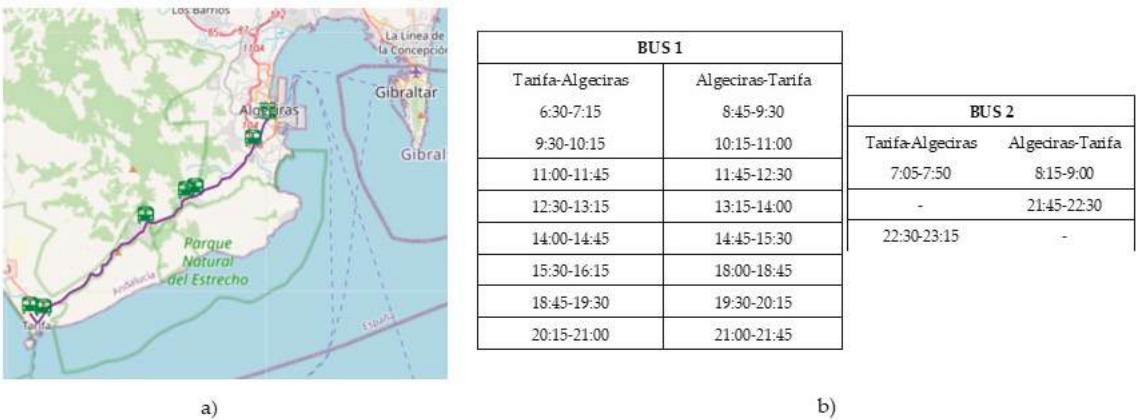 Los Barrios
La Línea de
la Concepción
1104
Algeciras
Gibraltar
Gibral
Parque
Natural
del Estrecho
Andalucía
España
Tarifa
a)
BUS 1
Tarifa-Algeciras Algeciras-Tarifa
6:30-7:15 8:45-9:30
9:30-10:15 10:15-11:00
11:00-11:45 11:45-12:30
12:30-13:15 13:15-14:00
14:00-14:45 14:45-15:30
15:30-16:15 18:00-18:45
18:45-19:30 19:30-20:15
20:15-21:00 21:00-21:45
BUS 2
Tarifa-Algeciras Algeciras-Tarifa
7:05-7:50 8:15-9:00
- 21:45-22:30
22:30-23:15 -
b)